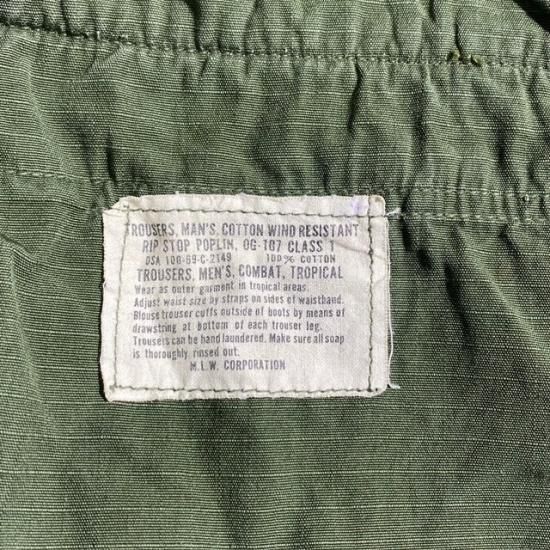 TROUSERS, MAN'S, COTTON WIND RESISTANT
RIP STOP POPLIN, OG-107 CLASS 1
DSA 100-69-C-2149 100% COTTON
TROUSERS, MEN'S, COMBAT, TROPICAL
Wear as outer garment in tropical areas.
Adjust waist size by straps on sides of waistband.
Blouse trouser cuffs outside of boots by means of
drawstring at bottom of each trouser leg.
Trousers can be hand laundered. Make sure all soap
is thoroughly rinsed out.
M.L.W. CORPORATION